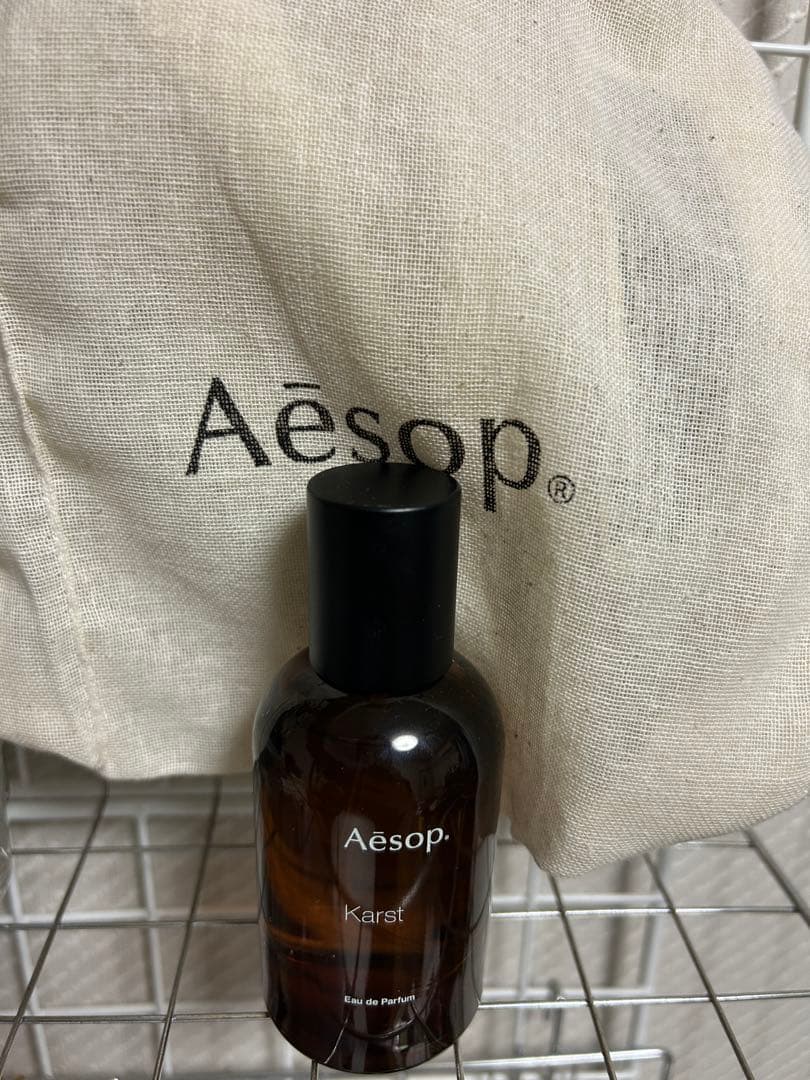 Aēsop®
Aēsop.
Karst
Eau de Parfum